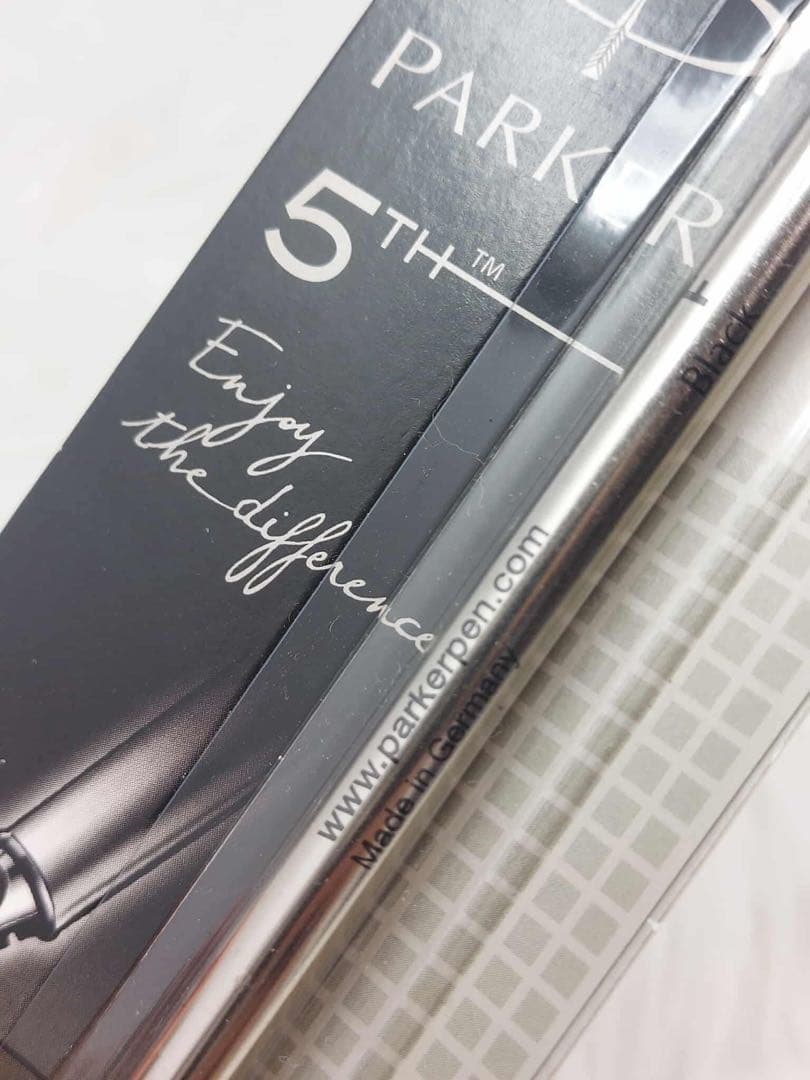 PARKER
5TH™
Enjoy
the difference
Black
www.parkerpen.com
Made in Germany